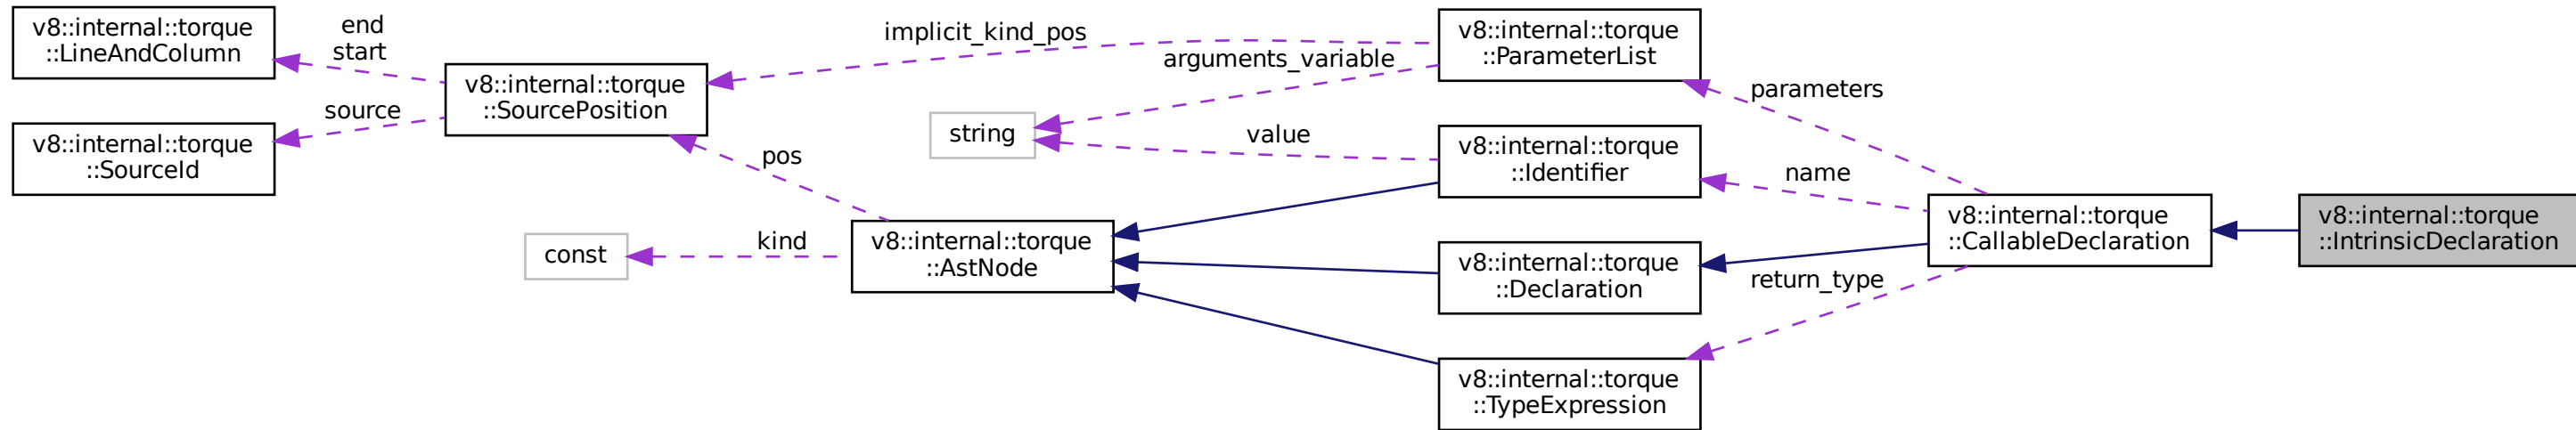 v8::internal::torque
::LineAndColumn
end
start
v8::internal::torque
::SourceId
source
v8::internal::torque
::SourcePosition
implicit_kind_pos
arguments_variable
string
value
pos
const
kind
v8::internal::torque
::AstNode
v8::internal::torque
::ParameterList
v8::internal::torque
::Identifier
v8::internal::torque
::Declaration
v8::internal::torque
::TypeExpression
parameters
name
return_type
v8::internal::torque
::CallableDeclaration
v8::internal::torque
::IntrinsicDeclaration